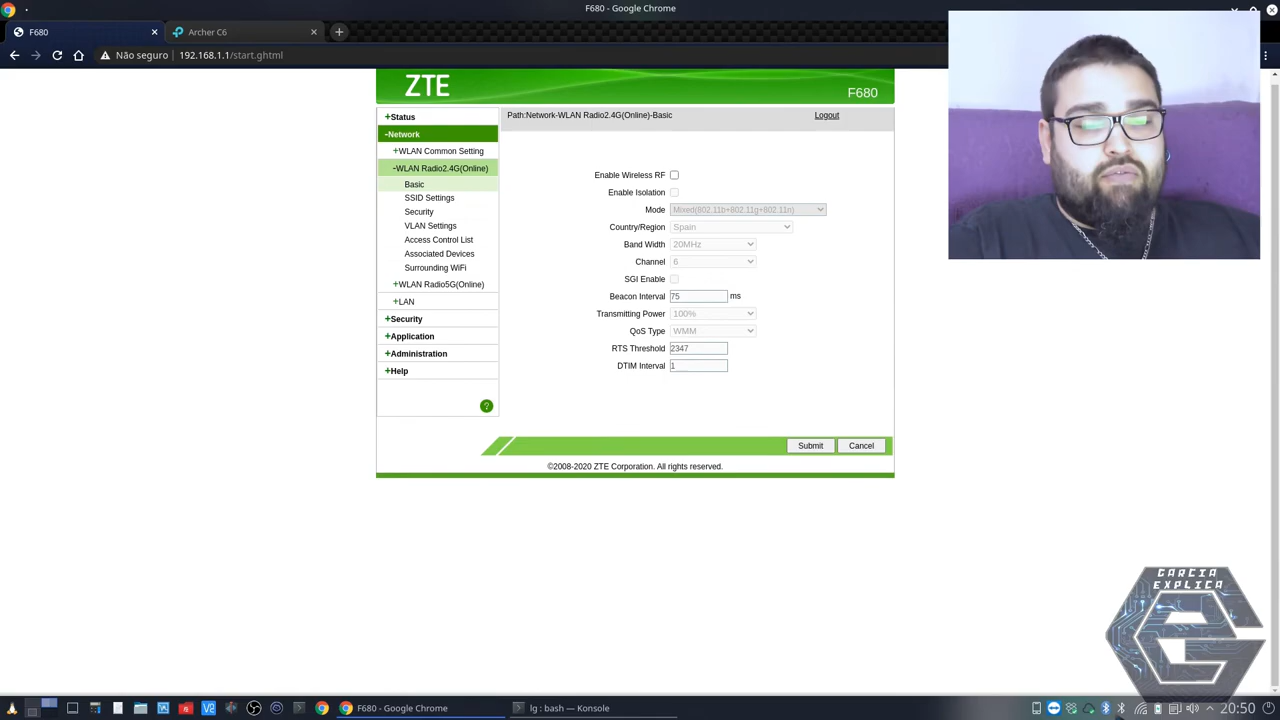 F680 - Google Chrome
F680
Archer C6
Não seguro
192.168.1.1/start.ghtml
ZTE
F680
+Status
-Network
+WLAN Common Setting
-WLAN Radio2.4G(Online)
Basic
SSID Settings
Security
VLAN Settings
Access Control List
Associated Devices
Surrounding WiFi
+WLAN Radio5G(Online)
+LAN
+Security
+Application
+Administration
+Help
?
Path:Network-WLAN Radio2.4G(Online)-Basic
Logout
Enable Wireless RF
Enable Isolation
Mode Mixed(802.11b+802.11g+802.11n)
Country/Region Spain
Band Width 20MHz
Channel 6
SGI Enable
Beacon Interval 75 ms
Transmitting Power 100%
QoS Type WMM
RTS Threshold 2347
DTIM Interval 1
Submit Cancel
©2008-2020 ZTE Corporation. All rights reserved.
GARCIA
EXPLICA
F680 - Google Chrome
lg : bash — Konsole
20:50